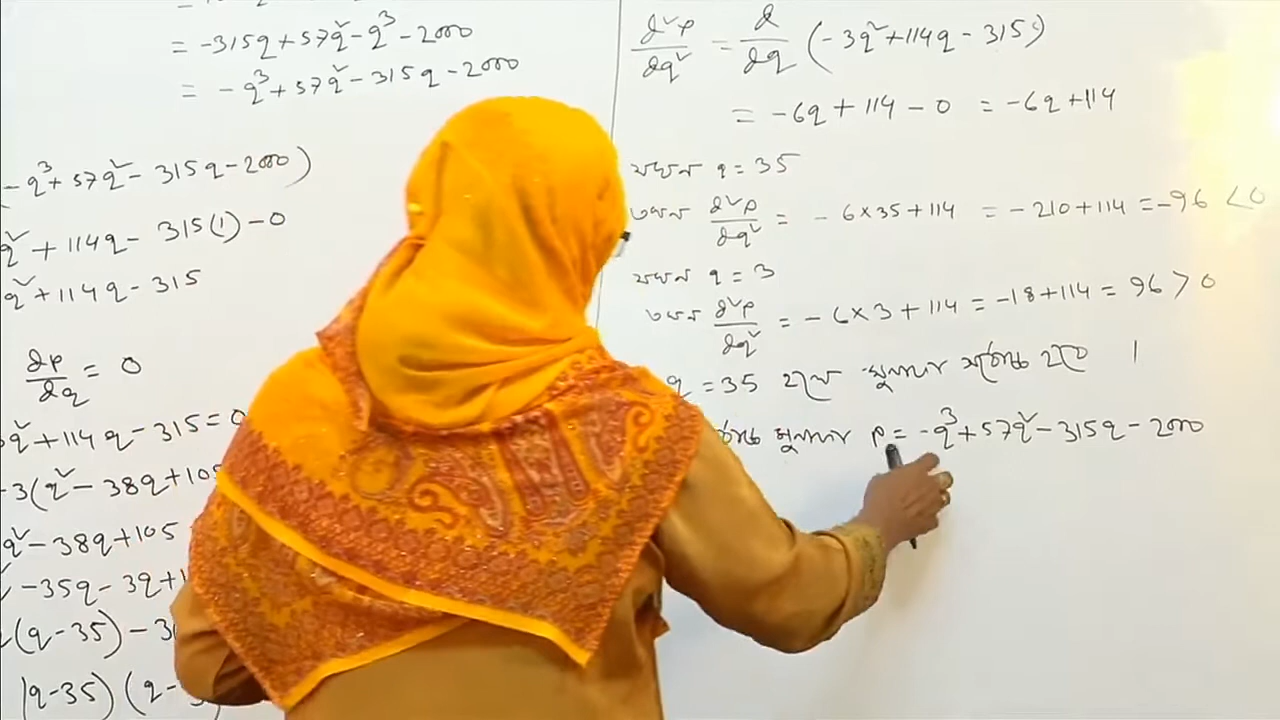 = -315q + 57q² - q³ - 2000
= -q³ + 57q² - 315q - 2000
-q³ + 57q² - 315q - 2000)
q² + 114q - 315(1) - 0
q² + 114q - 315
dp/dq = 0
q² + 114q - 315 = 0
-3(q² - 38q + 105
q² - 38q + 105
-35q - 3q + 1
(q - 35) - 3
(q - 35) (q -
d²p/dq² = d/dq (-3q² + 114q - 315)
= -6q + 114 - 0 = -6q + 114
যখন q = 35
তখন d²p/dq² = - 6×35 + 114 = -210 + 114 = -96 < 0
যখন q = 3
তখন d²p/dq² = - 6×3 + 114 = -18 + 114 = 96 > 0
q = 35 হলে মুনাফা সর্বোচ্চ হবে ।
মুনাফা p = -q³ + 57q² - 315q - 2000